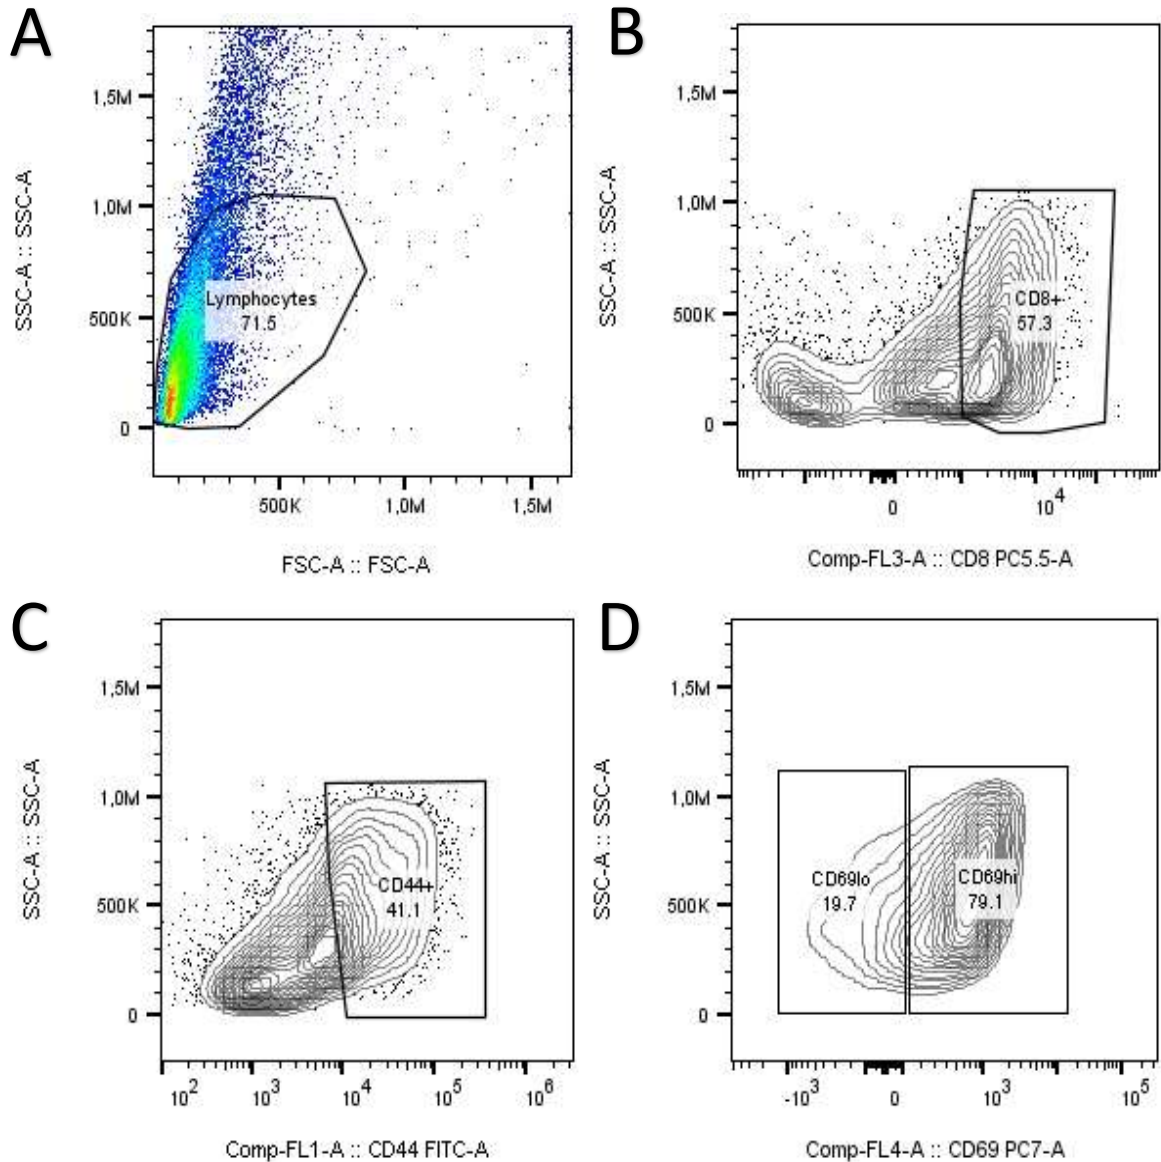 A
SSC-A :: SSC-A
1,5M
1,0M
500K
0
Lymphocytes
71.5
500K
1,0M
1,5M
FSC-A :: FSC-A
B
SSC-A :: SSC-A
1,5M
1,0M
500K
0
CD8+
57.3
0
10^4
Comp-FL3-A :: CD8 PC5.5-A
C
SSC-A :: SSC-A
1,5M
1,0M
500K
0
CD44+
41.1
10^2
10^3
10^4
10^5
10^6
Comp-FL1-A :: CD44 FITC-A
D
SSC-A :: SSC-A
1,5M
1,0M
500K
0
CD69lo
19.7
CD69hi
79.1
-10^3
0
10^3
10^5
Comp-FL4-A :: CD69 PC7-A